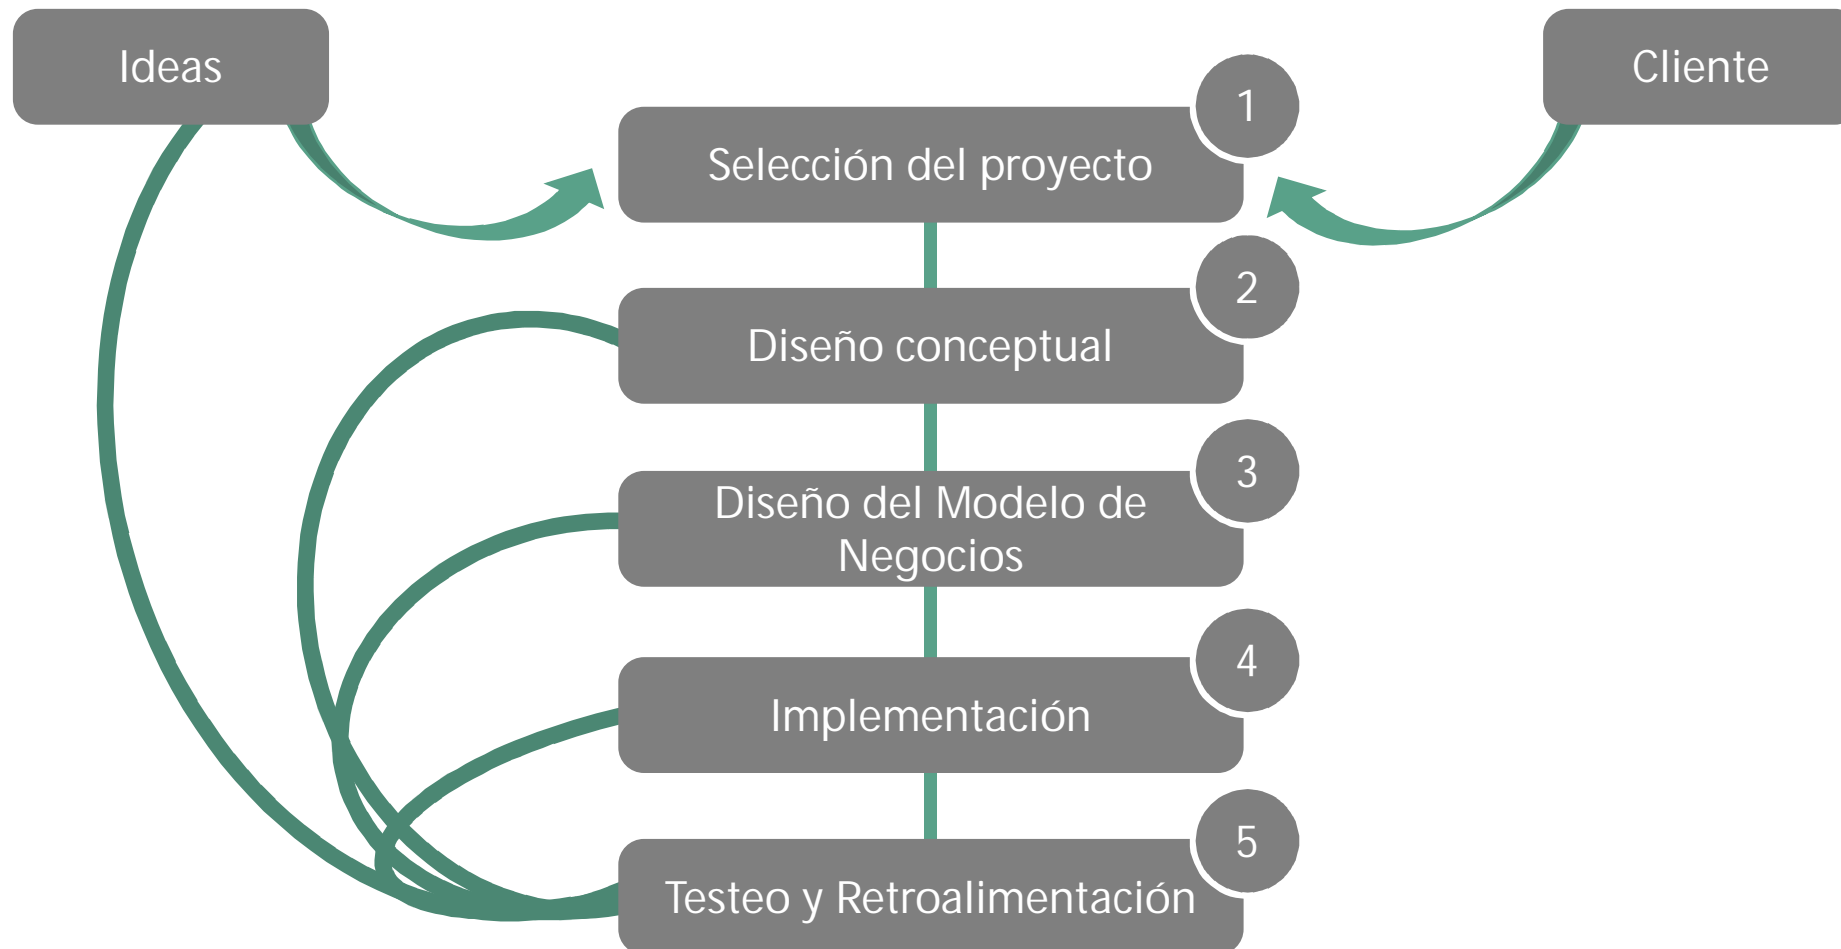 Ideas
Cliente
1
Selección del proyecto
2
Diseño conceptual
3
Diseño del Modelo de
Negocios
4
Implementación
5
Testeo y Retroalimentación